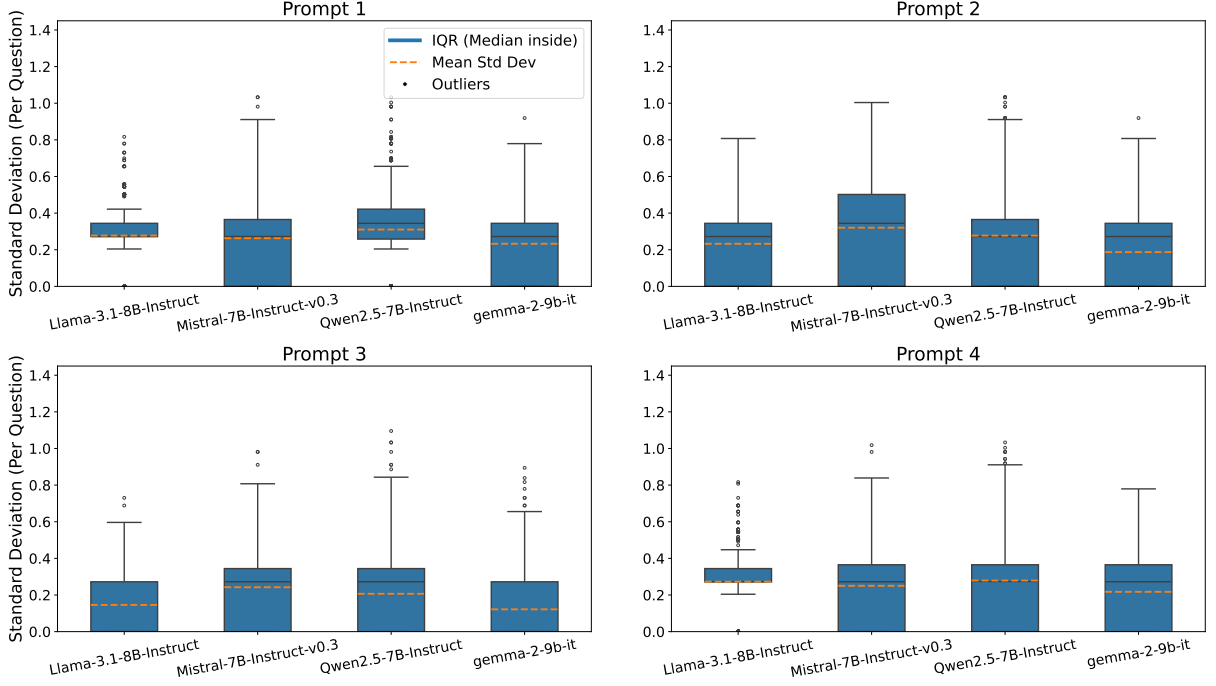 Prompt 1
Standard Deviation (Per Question)
1.4
1.2
1.0
0.8
0.6
0.4
0.2
0.0
IQR (Median inside)
Mean Std Dev
Outliers
Llama-3.1-8B-Instruct
Mistral-7B-Instruct-v0.3
Qwen2.5-7B-Instruct
gemma-2-9b-it
Prompt 2
1.4
1.2
1.0
0.8
0.6
0.4
0.2
0.0
Llama-3.1-8B-Instruct
Mistral-7B-Instruct-v0.3
Qwen2.5-7B-Instruct
gemma-2-9b-it
Prompt 3
Standard Deviation (Per Question)
1.4
1.2
1.0
0.8
0.6
0.4
0.2
0.0
Llama-3.1-8B-Instruct
Mistral-7B-Instruct-v0.3
Qwen2.5-7B-Instruct
gemma-2-9b-it
Prompt 4
1.4
1.2
1.0
0.8
0.6
0.4
0.2
0.0
Llama-3.1-8B-Instruct
Mistral-7B-Instruct-v0.3
Qwen2.5-7B-Instruct
gemma-2-9b-it